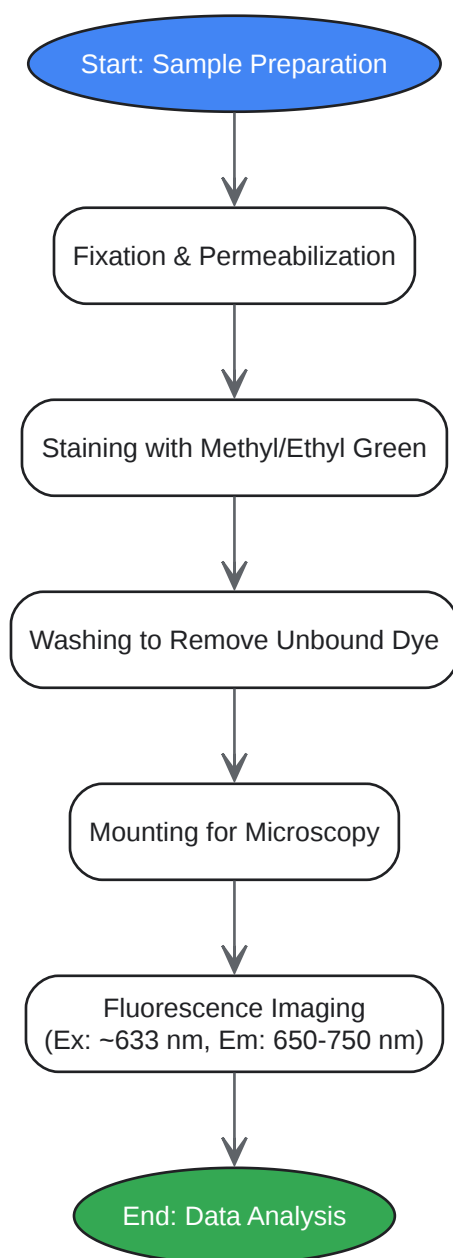 Start: Sample Preparation
Fixation & Permeabilization
Staining with Methyl/Ethyl Green
Washing to Remove Unbound Dye
Mounting for Microscopy
Fluorescence Imaging
(Ex: ~633 nm, Em: 650-750 nm)
End: Data Analysis